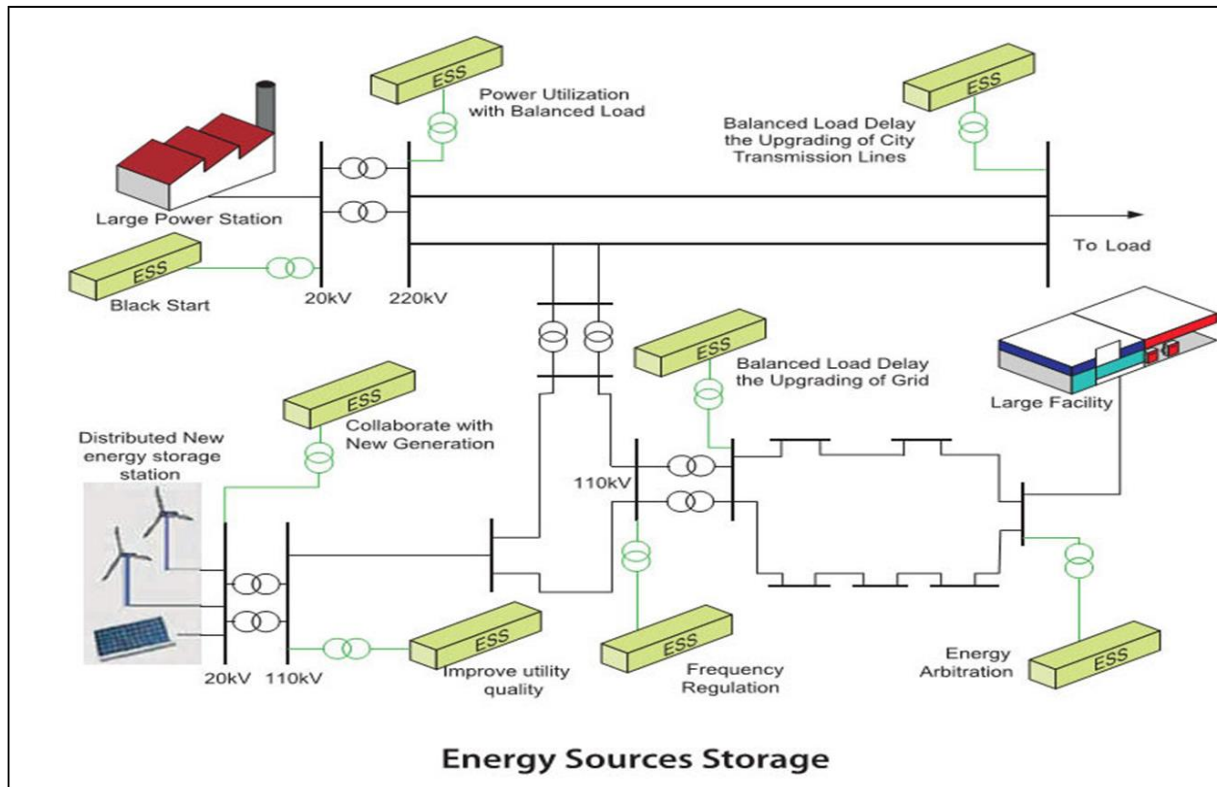 ESS
Power Utilization
with Balanced Load
ESS
Balanced Load Delay
the Upgrading of City
Transmission Lines
Large Power Station
To Load
ESS
Black Start
20kV
220kV
ESS
Balanced Load Delay
the Upgrading of Grid
Large Facility
ESS
Collaborate with
New Generation
Distributed New
energy storage
station
110kV
20kV
110kV
ESS
Improve utility
quality
ESS
Frequency
Regulation
Energy
Arbitration
ESS
Energy Sources Storage